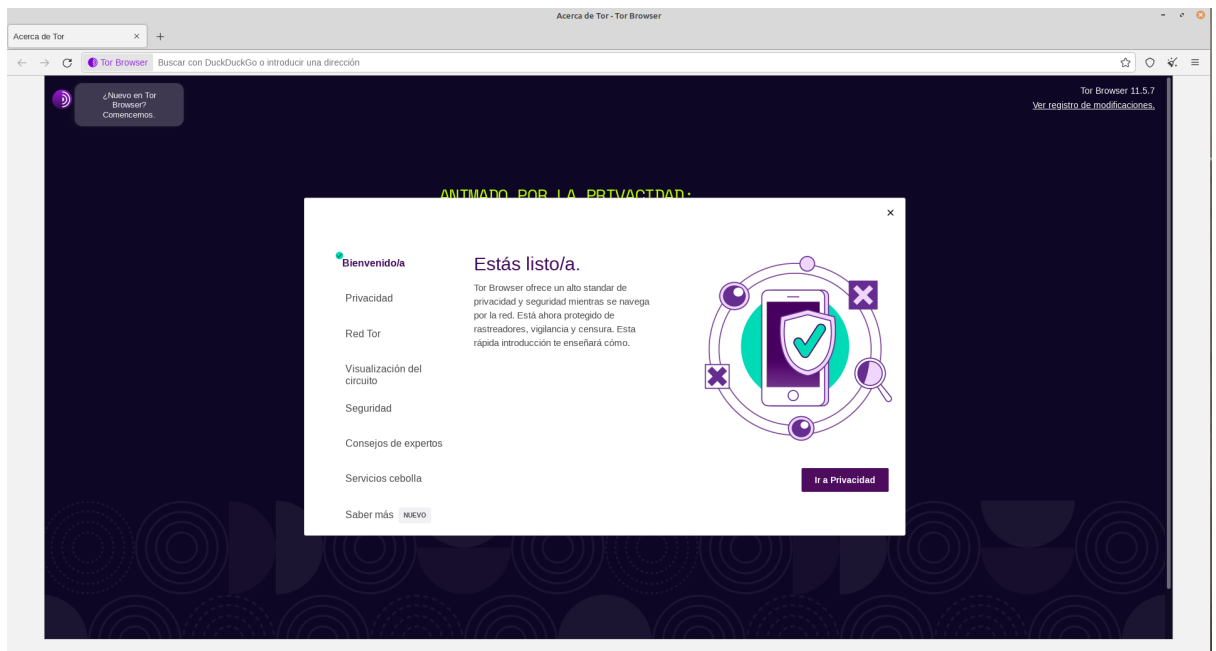 Acerca de Tor - Tor Browser
Acerca de Tor
Tor Browser Buscar con DuckDuckGo o introducir una dirección
¿Nuevo en Tor
Browser?
Comencemos.
Tor Browser 11.5.7
Ver registro de modificaciones.
ANIMADO POR LA PRIVACIDAD:
Bienvenido/a
Privacidad
Red Tor
Visualización del
circuito
Seguridad
Consejos de expertos
Servicios cebolla
Saber más NUEVO
Estás listo/a.
Tor Browser ofrece un alto standar de
privacidad y seguridad mientras se navega
por la red. Está ahora protegido de
rastreadores, vigilancia y censura. Esta
rápida introducción te enseñará cómo.
Ir a Privacidad